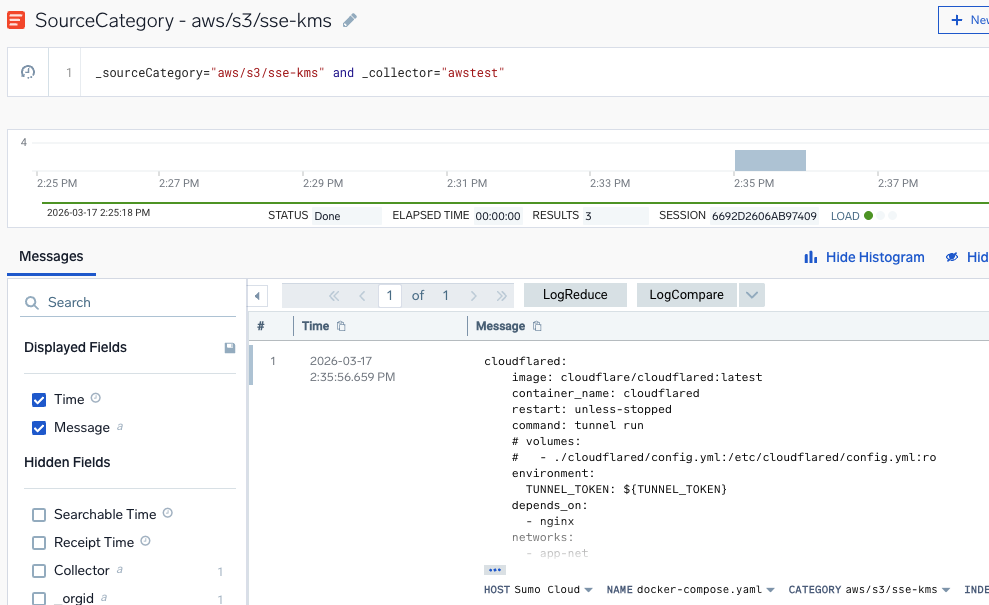 SourceCategory - aws/s3/sse-kms
+ New
1 _sourceCategory="aws/s3/sse-kms" and _collector="awstest"
4
2:25 PM 2:27 PM 2:29 PM 2:31 PM 2:33 PM 2:35 PM 2:37 PM
2026-03-17 2:25:18 PM STATUS Done ELAPSED TIME 00:00:00 RESULTS 3 SESSION 6692D2606AB97409 LOAD
Messages Hide Histogram Hid
Search
« < 1 of 1 > » LogReduce LogCompare
# Time Message
Displayed Fields
Time
Message a
Hidden Fields
Searchable Time
Receipt Time
Collector a 1
_orgid a 1
1 2026-03-17
2:35:56.659 PM
cloudflared:
image: cloudflare/cloudflared:latest
container_name: cloudflared
restart: unless-stopped
command: tunnel run
# volumes:
#   - ./cloudflared/config.yml:/etc/cloudflared/config.yml:ro
environment:
TUNNEL_TOKEN: ${TUNNEL_TOKEN}
depends_on:
- nginx
networks:
- app-net
HOST Sumo Cloud NAME docker-compose.yaml CATEGORY aws/s3/sse-kms INDE